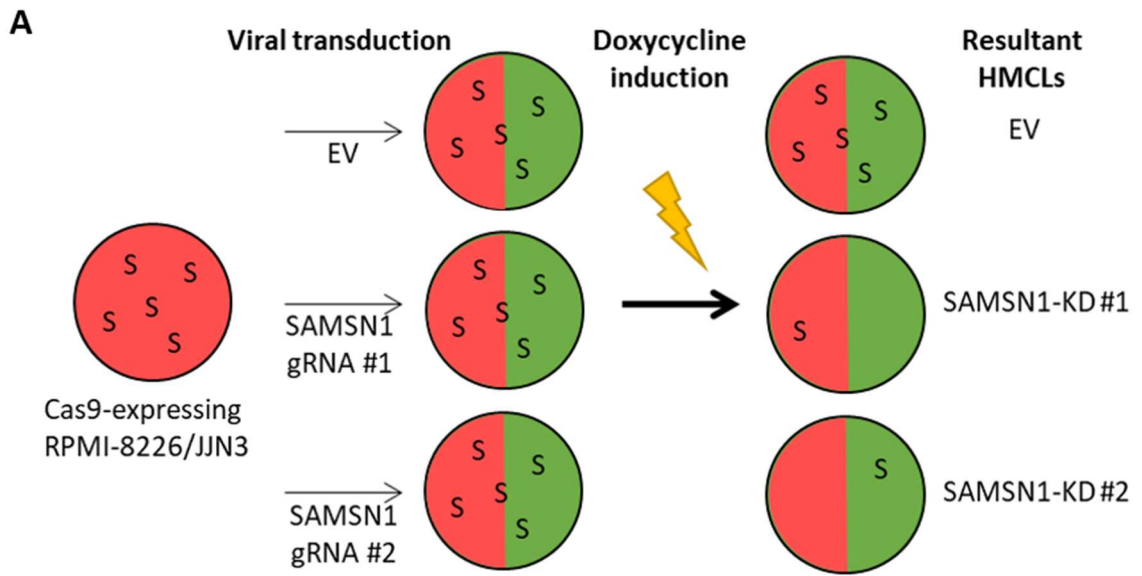 A
Viral transduction
Doxycycline
induction
Resultant
HMCLs
S
S
S
S
S
EV
S
S
S
S
S
EV
S
S
S
S
S
Cas9-expressing
RPMI-8226/JJN3
SAMSN1
gRNA #1
S
S
S
S
S
S
SAMSN1-KD #1
SAMSN1
gRNA #2
S
S
S
S
S
S
SAMSN1-KD #2